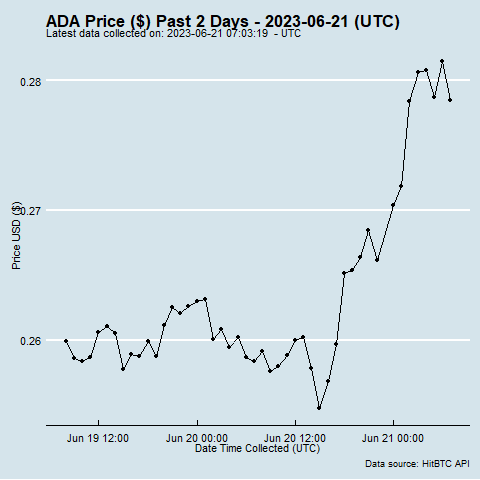 ADA Price ($) Past 2 Days - 2023-06-21 (UTC)
Latest data collected on: 2023-06-21 07:03:19  - UTC
0.28
0.27
0.26
Price USD ($)
Jun 19 12:00
Jun 20 00:00
Jun 20 12:00
Jun 21 00:00
Date Time Collected (UTC)
Data source: HitBTC API